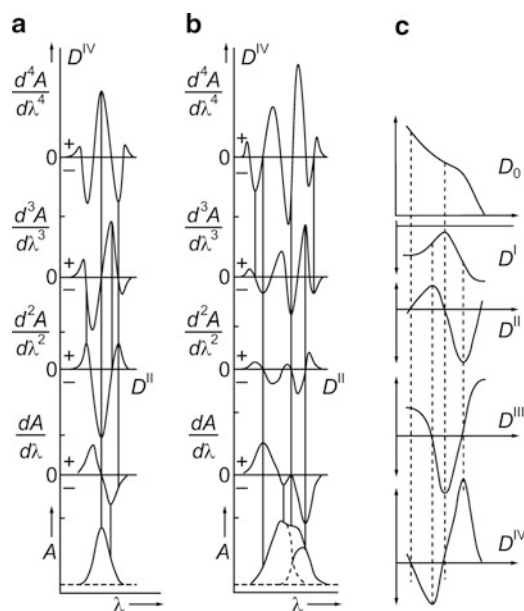 a
b
c
D^IV
d^4A
dλ^4
+
0
−
d^3A
dλ^3
+
0
−
d^2A
dλ^2
+
0
−
D^II
dA
dλ
+
0
−
A
λ
D^IV
d^4A
dλ^4
+
0
−
d^3A
dλ^3
+
0
−
d^2A
dλ^2
+
0
−
D^II
dA
dλ
+
0
−
A
λ
D_0
D^I
D^II
D^III
D^IV